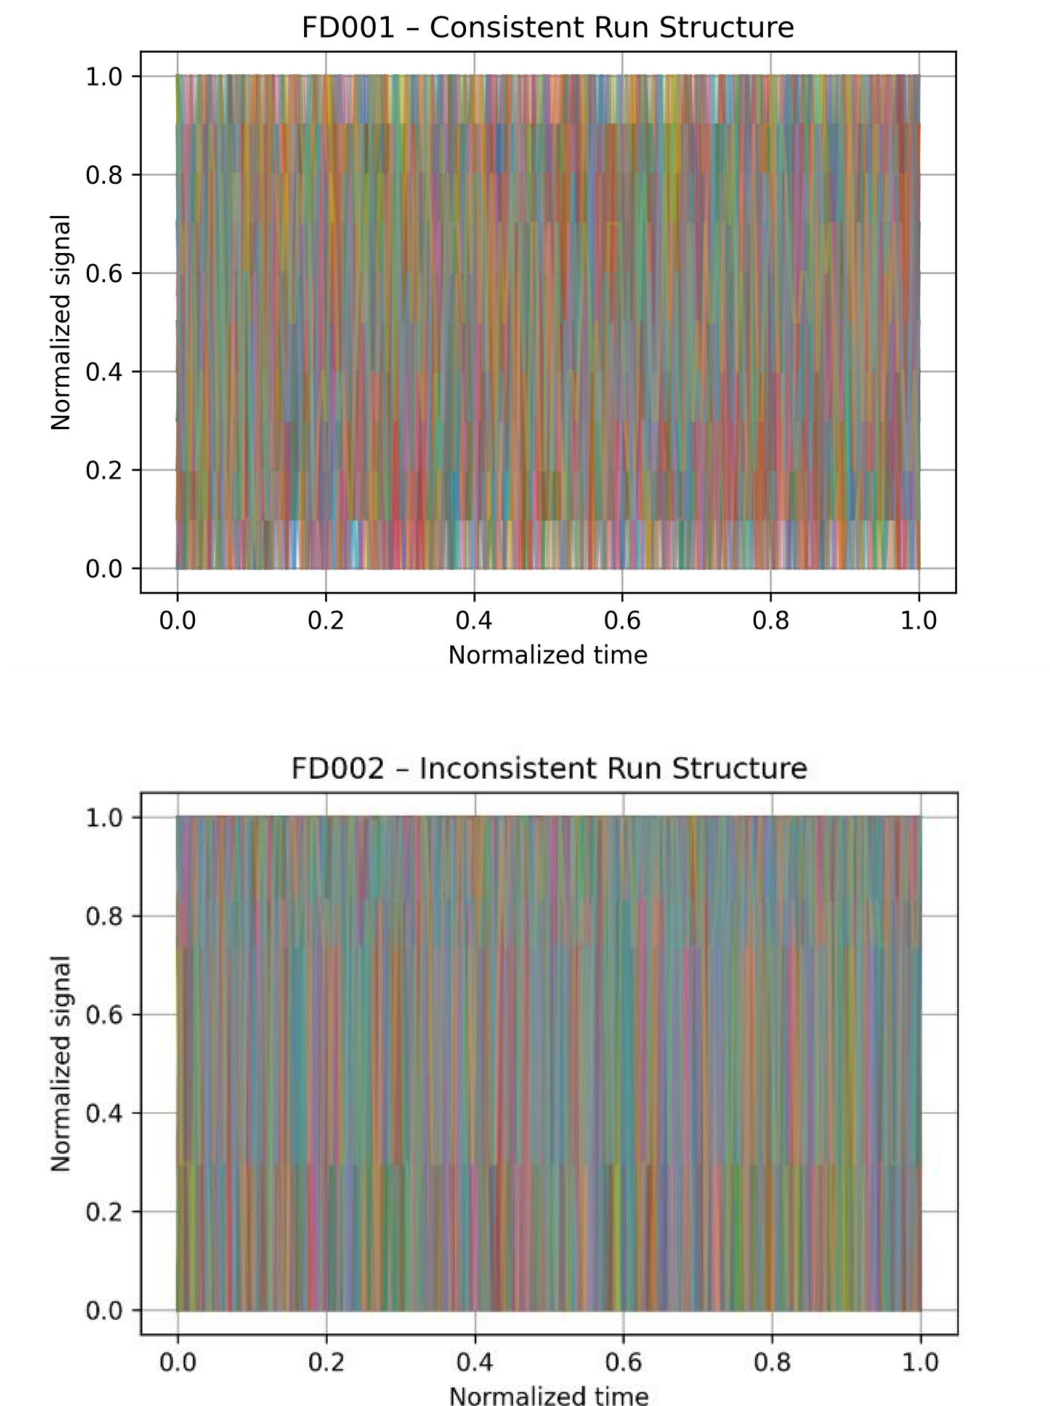 FD001 – Consistent Run Structure
1.0
0.8
0.6
0.4
0.2
0.0
Normalized signal
0.0 0.2 0.4 0.6 0.8 1.0
Normalized time
FD002 – Inconsistent Run Structure
1.0
0.8
0.6
0.4
0.2
0.0
Normalized signal
0.0 0.2 0.4 0.6 0.8 1.0
Normalized time